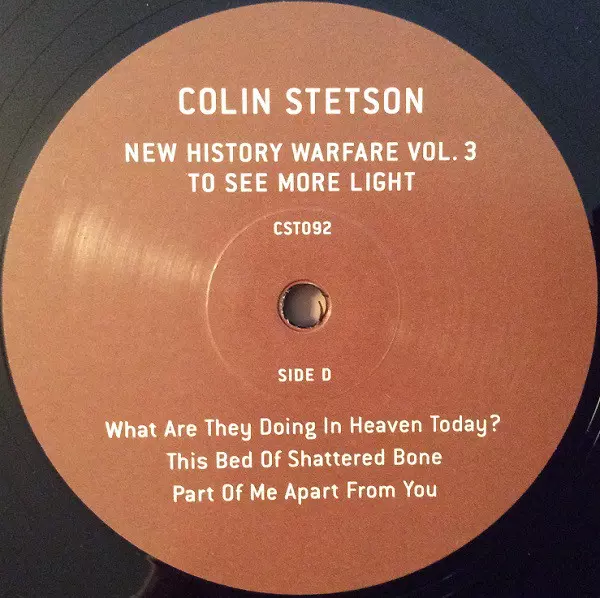 COLIN STETSON
NEW HISTORY WARFARE VOL. 3
TO SEE MORE LIGHT
CST092
SIDE D
What Are They Doing In Heaven Today?
This Bed Of Shattered Bone
Part Of Me Apart From You